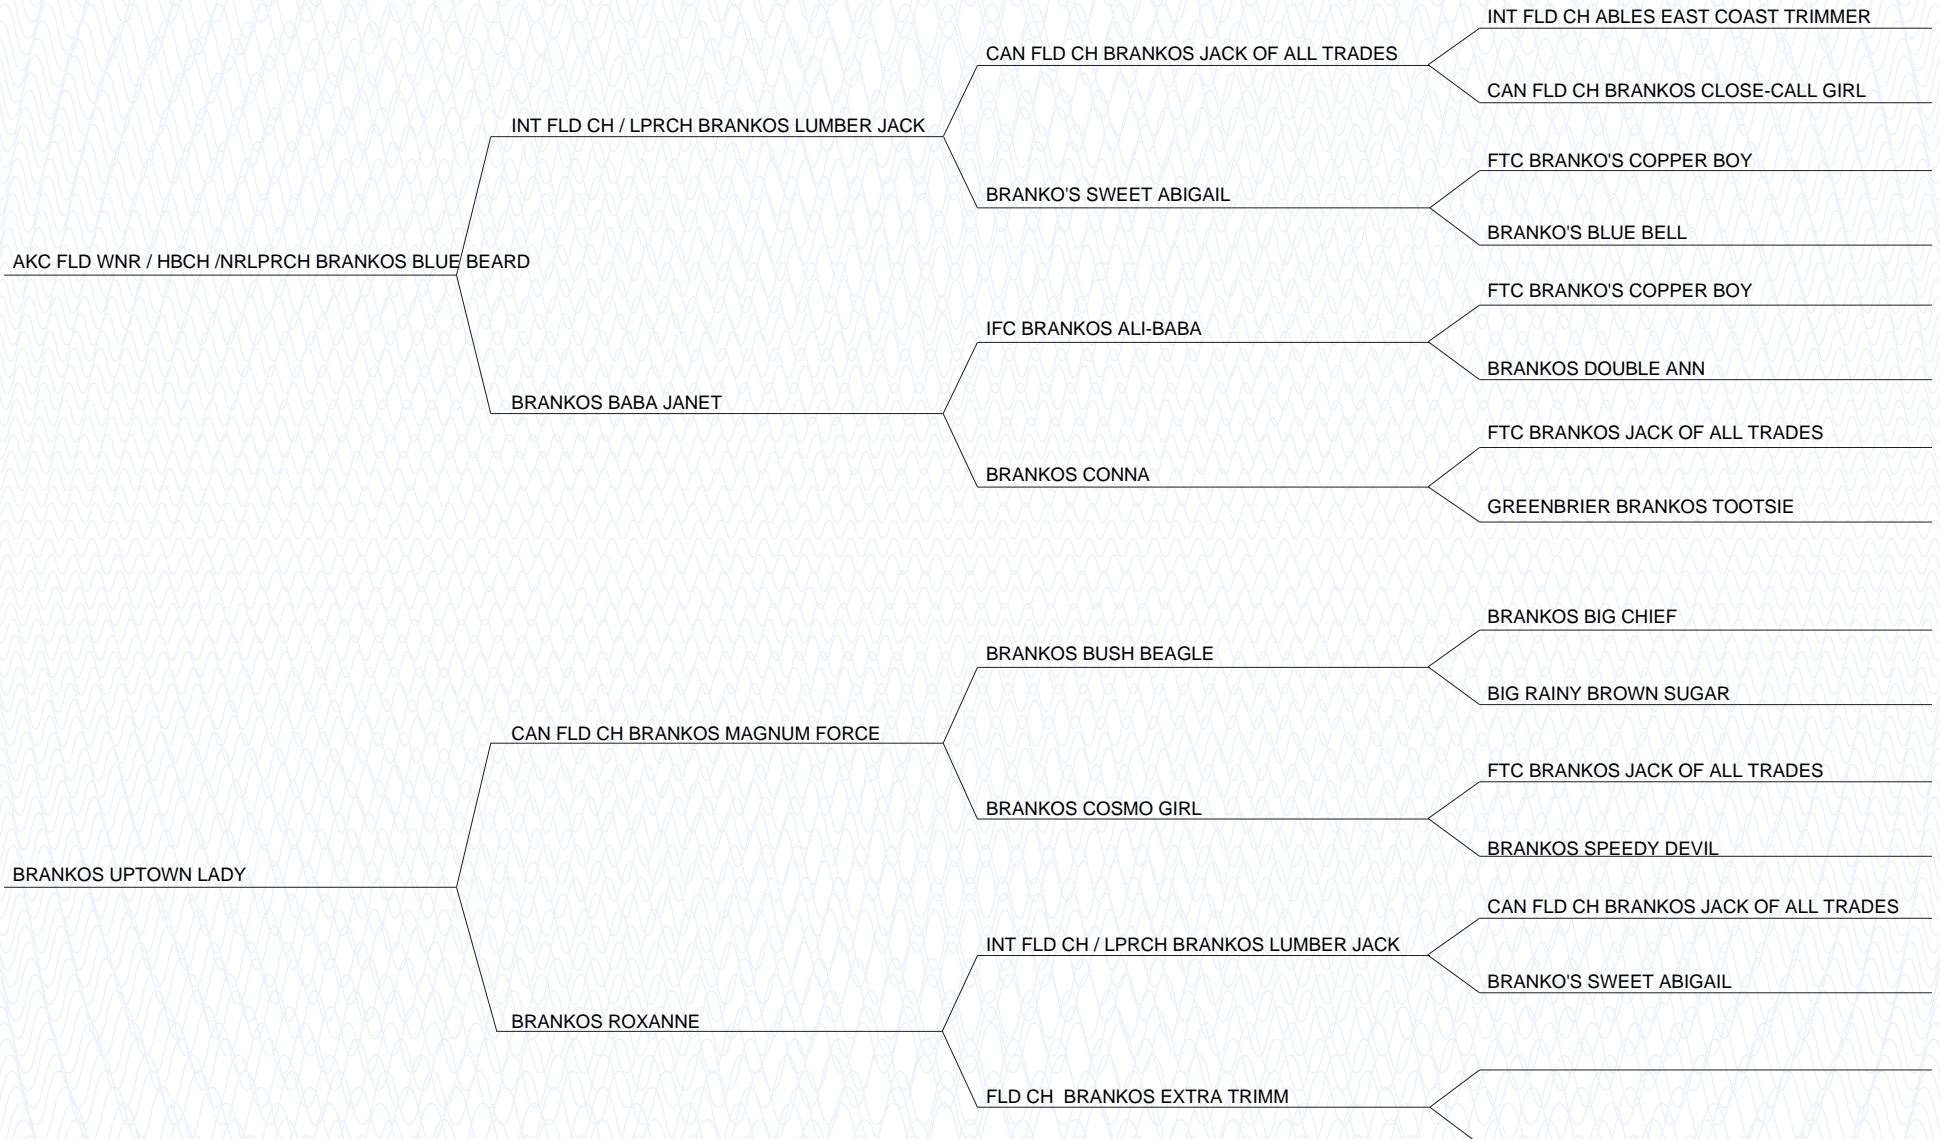 INT FLD CH ABLES EAST COAST TRIMMER
CAN FLD CH BRANKOS JACK OF ALL TRADES
CAN FLD CH BRANKOS CLOSE-CALL GIRL
INT FLD CH / LPRCH BRANKOS LUMBER JACK
FTC BRANKO'S COPPER BOY
BRANKO'S SWEET ABIGAIL
BRANKO'S BLUE BELL
AKC FLD WNR / HBCH /NRLPRCH BRANKOS BLUE BEARD
FTC BRANKO'S COPPER BOY
IFC BRANKOS ALI-BABA
BRANKOS DOUBLE ANN
BRANKOS BABA JANET
FTC BRANKOS JACK OF ALL TRADES
BRANKOS CONNA
GREENBRIER BRANKOS TOOTSIE
BRANKOS BIG CHIEF
BRANKOS BUSH BEAGLE
BIG RAINY BROWN SUGAR
CAN FLD CH BRANKOS MAGNUM FORCE
FTC BRANKOS JACK OF ALL TRADES
BRANKOS COSMO GIRL
BRANKOS SPEEDY DEVIL
BRANKOS UPTOWN LADY
CAN FLD CH BRANKOS JACK OF ALL TRADES
INT FLD CH / LPRCH BRANKOS LUMBER JACK
BRANKO'S SWEET ABIGAIL
BRANKOS ROXANNE
FLD CH  BRANKOS EXTRA TRIMM